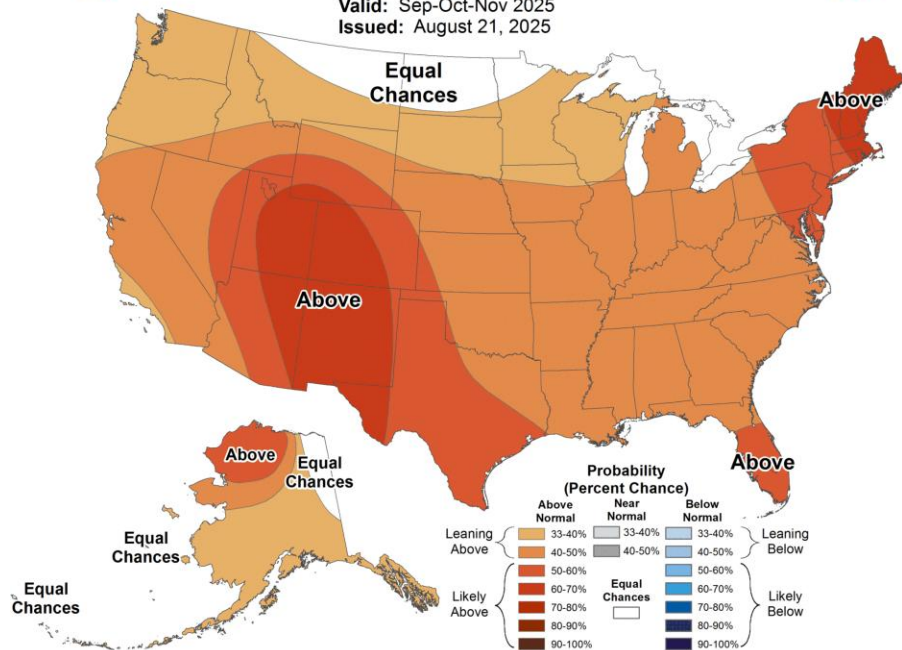 Valid: Sep-Oct-Nov 2025
Issued: August 21, 2025
Equal
Chances
Above
Above
Above
Above
Equal
Chances
Equal
Chances
Equal
Chances
Probability
(Percent Chance)
Above
Normal
Near
Normal
Below
Normal
Leaning
Above
33-40%
33-40%
33-40%
Leaning
Below
40-50%
40-50%
40-50%
Likely
Above
50-60%
50-60%
Likely
Below
60-70%
Equal
Chances
60-70%
70-80%
70-80%
80-90%
80-90%
90-100%
90-100%